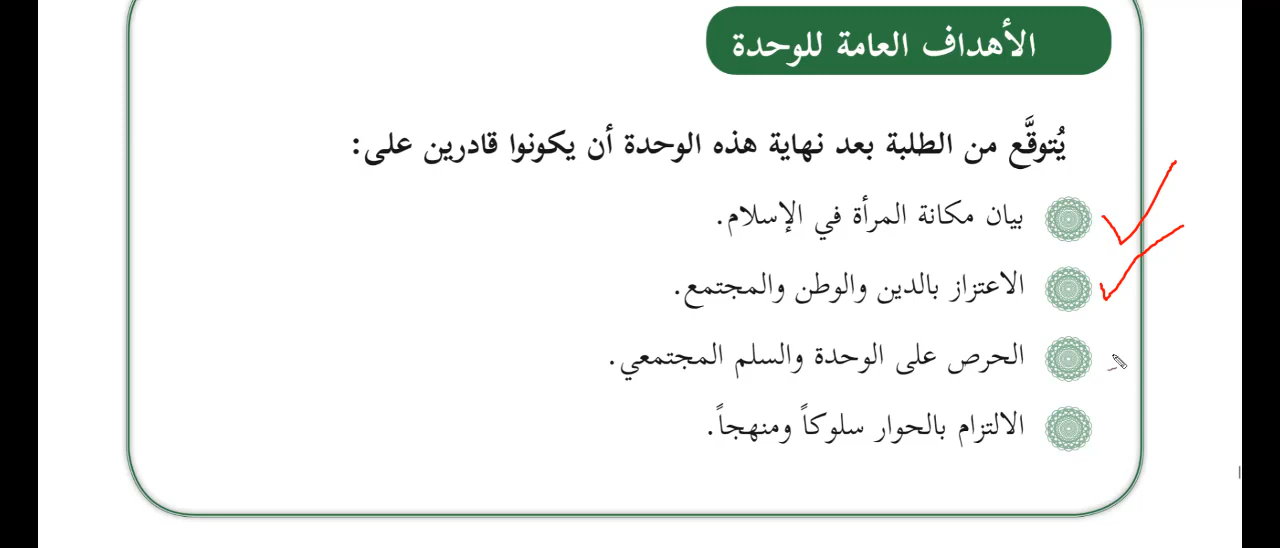 الأهداف العامة للوحدة
يُتوقَّع من الطلبة بعد نهاية هذه الوحدة أن يكونوا قادرين على:
بيان مكانة المرأة في الإسلام.
الاعتزاز بالدين والوطن والمجتمع.
الحرص على الوحدة والسلم المجتمعي.
الالتزام بالحوار سلوكاً ومنهجاً.